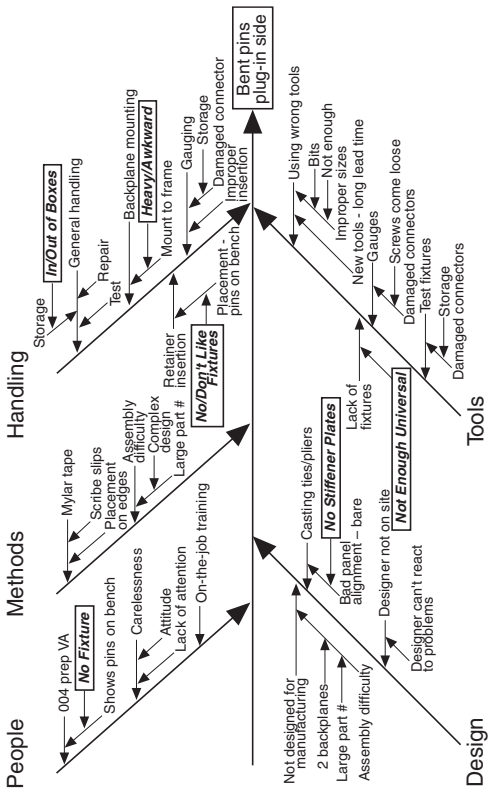 People
Methods
Handling
004 prep VA
No Fixture
Shows pins on bench
Carelessness
Attitude
Lack of attention
On-the-job training
Mylar tape
Scribe slips
Placement
on edges
Assembly
difficulty
Complex
design
Large part #
Storage
In/Out of Boxes
General handling
Repair
Test
Backplane mounting
Heavy/Awkward
Mount to frame
Retainer
insertion
No/Don't Like
Fixtures
Placement -
pins on bench
Gauging
Storage
Damaged connector
Improper
insertion
Bent pins
plug-in side
Not designed for
manufacturing
2 backplanes
Large part #
Assembly difficulty
Casting ties/pliers
No Stiffener Plates
Bad panel
alignment – bare
Designer not on site
Designer can't react
to problems
Using wrong tools
Bits
Not enough
Improper sizes
New tools - long lead time
Gauges
Screws come loose
Damaged connectors
Lack of
fixtures
Not Enough Universal
Test fixtures
Storage
Damaged connectors
Design
Tools